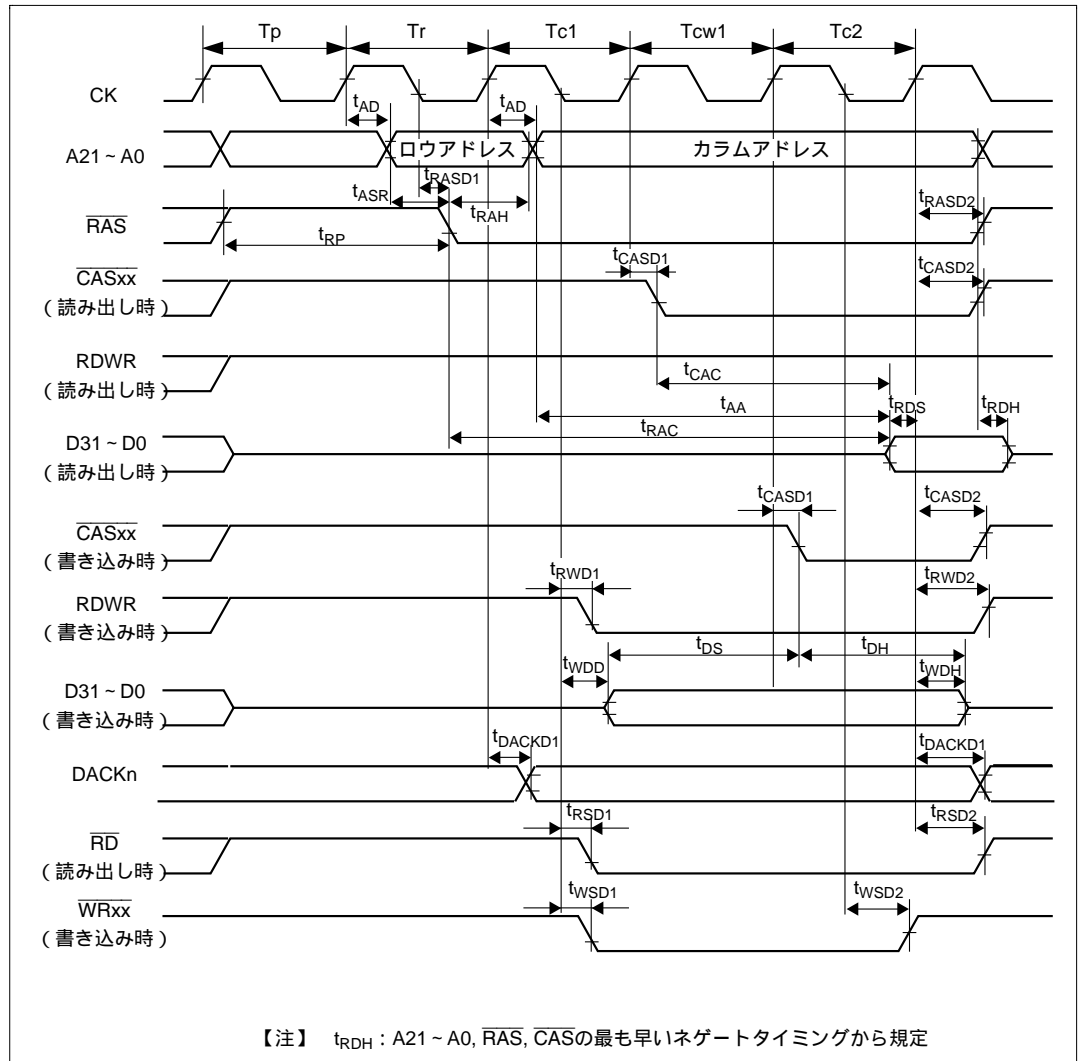 Tp Tr Tc1 Tcw1 Tc2
CK
tAD tAD
A21 ~ A0 ロウアドレス カラムアドレス
tRASD1
tASR tRAH tRASD2
RAS
tRP
tCASD1 tCASD2
CASxx
(読み出し時)
RDWR
(読み出し時)
tCAC
tAA tRDS tRDH
tRAC
D31 ~ D0
(読み出し時)
tCASD1 tCASD2
CASxx
(書き込み時)
tRWD1 tRWD2
RDWR
(書き込み時)
tDS tDH
tWDD tWDH
D31 ~ D0
(書き込み時)
tDACKD1 tDACKD1
DACKn
tRSD1 tRSD2
RD
(読み出し時)
tWSD1 tWSD2
WRxx
(書き込み時)
【注】 tRDH : A21 ~ A0, RAS, CASの最も早いネゲートタイミングから規定